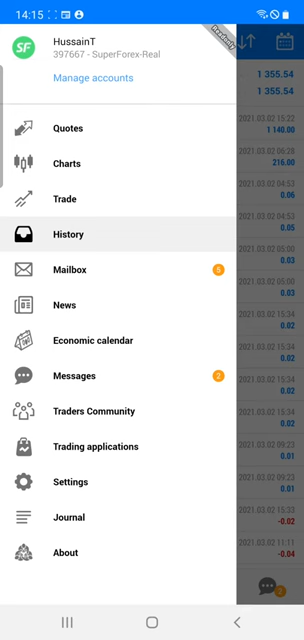 14:15
Readonly
SF
HussainT
397667 - SuperForex-Real
Manage accounts
1 355.54
1 355.54
Quotes
2021.03.02 15:22
1 140.00
Charts
2021.03.02 06:28
216.00
Trade
2021.03.02 04:53
0.06
History
2021.03.02 04:53
0.05
Mailbox
5
2021.03.02 05:00
0.03
News
2021.03.02 05:00
0.03
Economic calendar
2021.03.02 15:34
0.02
Messages
2
2021.03.02 15:34
0.02
2021.03.02 15:34
0.02
Traders Community
2021.03.02 15:34
0.02
Trading applications
2021.03.02 09:23
0.01
Settings
2021.03.02 09:23
0.01
Journal
2021.03.02 15:33
-0.02
About
2021.03.02 11:11
-0.04
2